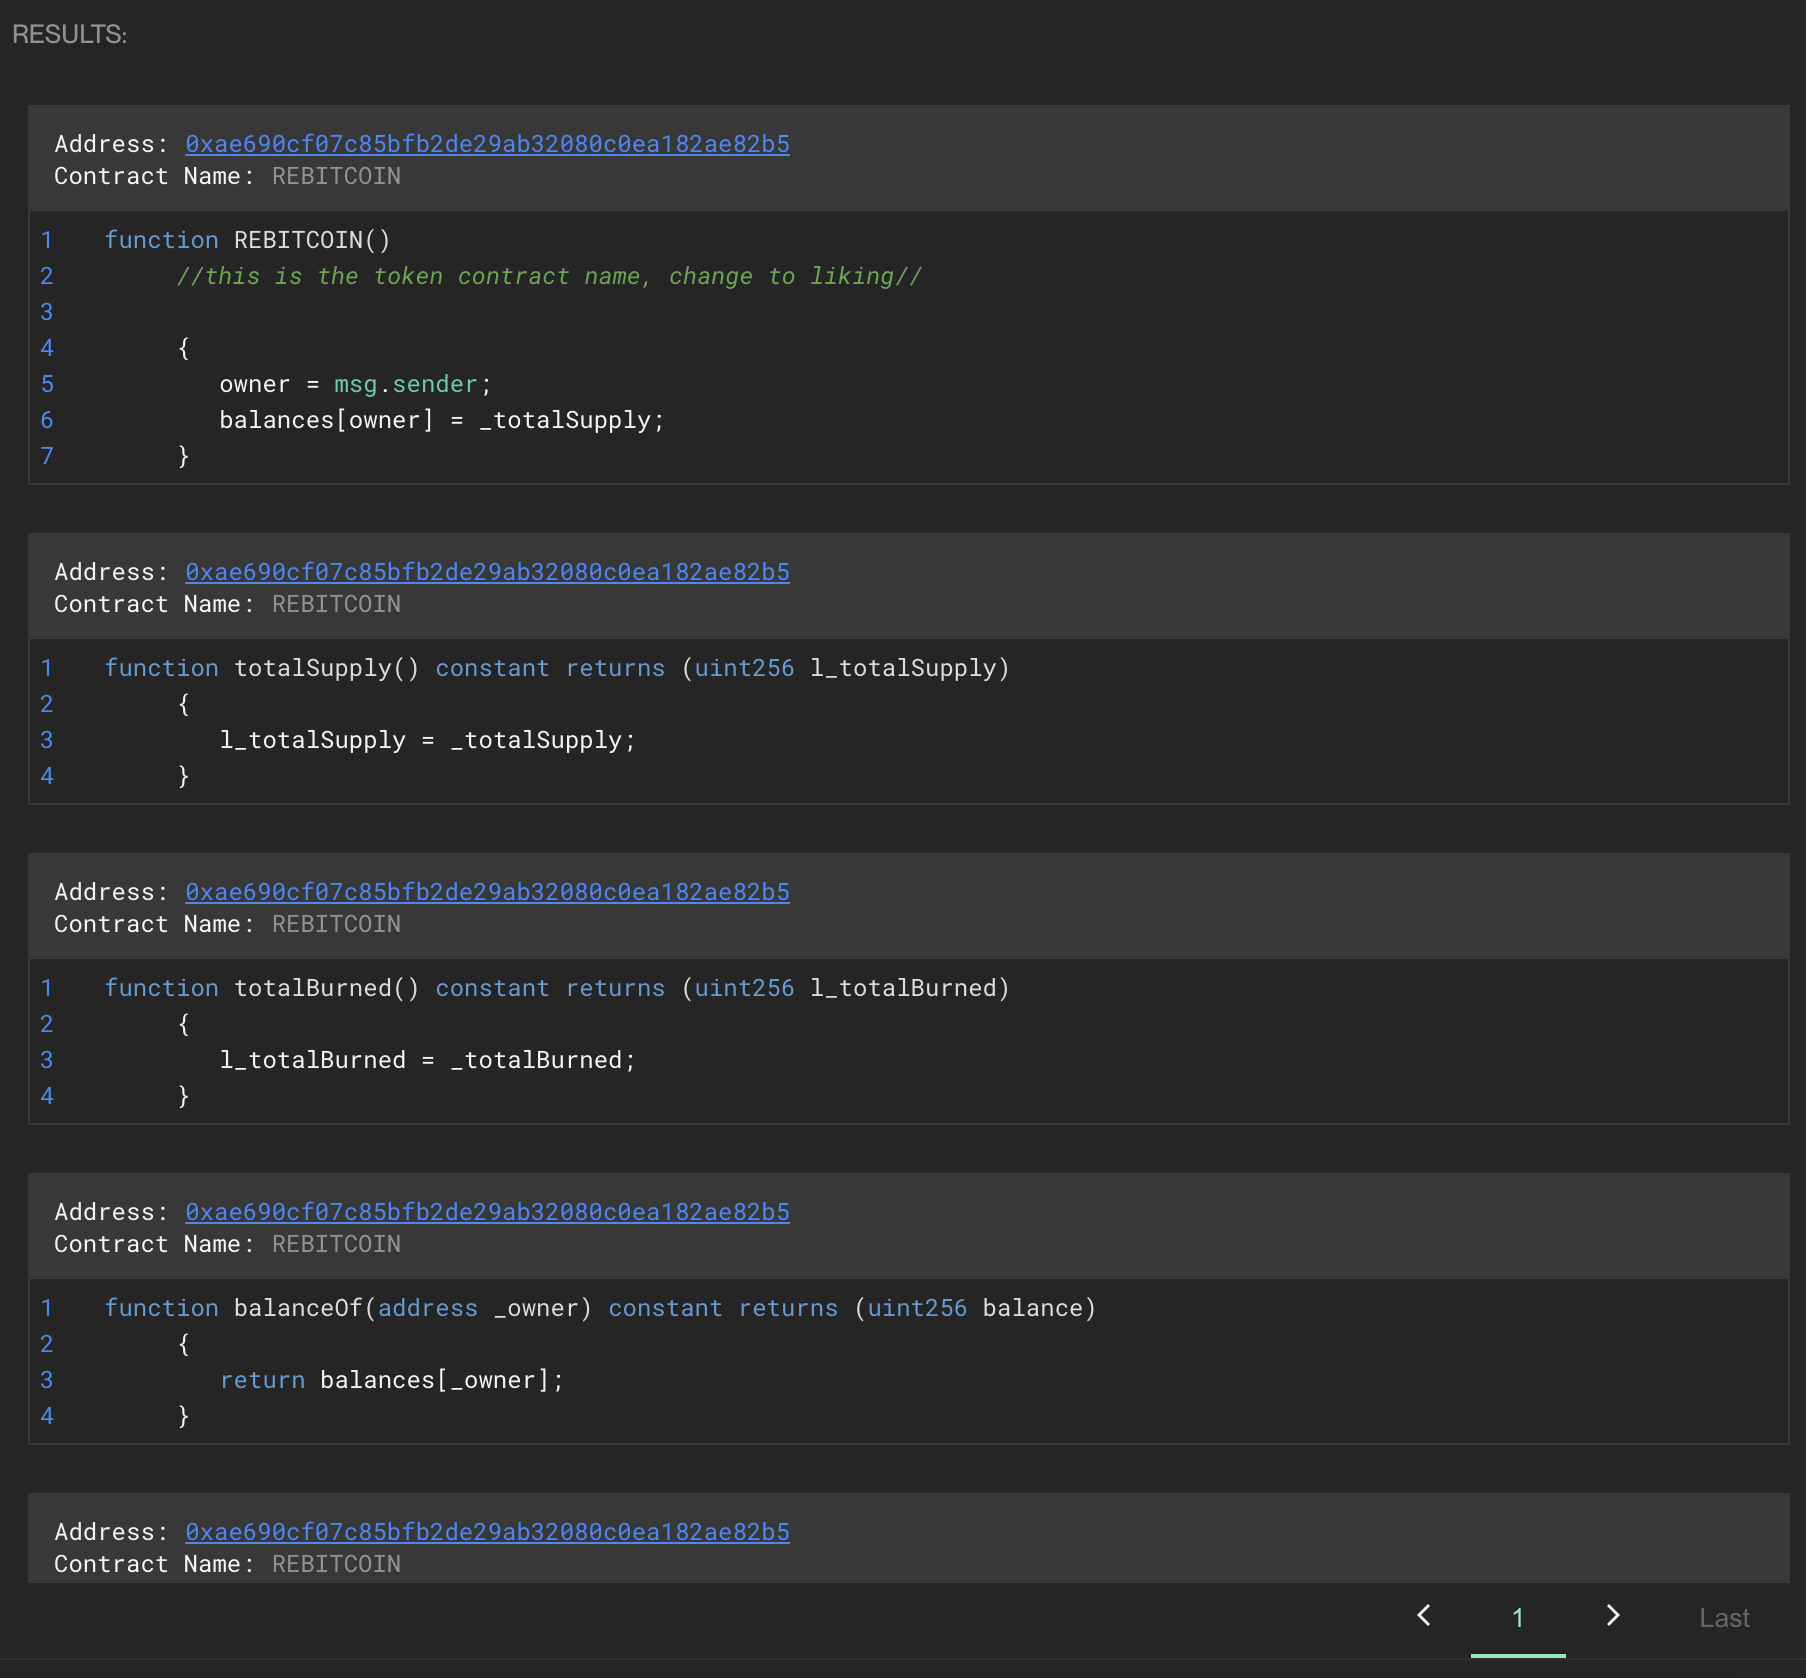 RESULTS:
Address: 0xae690cf07c85bfb2de29ab32080c0ea182ae82b5
Contract Name: REBITCOIN
1 function REBITCOIN()
2 //this is the token contract name, change to liking//
3
4 {
5 owner = msg.sender;
6 balances[owner] = _totalSupply;
7 }
Address: 0xae690cf07c85bfb2de29ab32080c0ea182ae82b5
Contract Name: REBITCOIN
1 function totalSupply() constant returns (uint256 l_totalSupply)
2 {
3 l_totalSupply = _totalSupply;
4 }
Address: 0xae690cf07c85bfb2de29ab32080c0ea182ae82b5
Contract Name: REBITCOIN
1 function totalBurned() constant returns (uint256 l_totalBurned)
2 {
3 l_totalBurned = _totalBurned;
4 }
Address: 0xae690cf07c85bfb2de29ab32080c0ea182ae82b5
Contract Name: REBITCOIN
1 function balanceOf(address _owner) constant returns (uint256 balance)
2 {
3 return balances[_owner];
4 }
Address: 0xae690cf07c85bfb2de29ab32080c0ea182ae82b5
Contract Name: REBITCOIN
1 Last